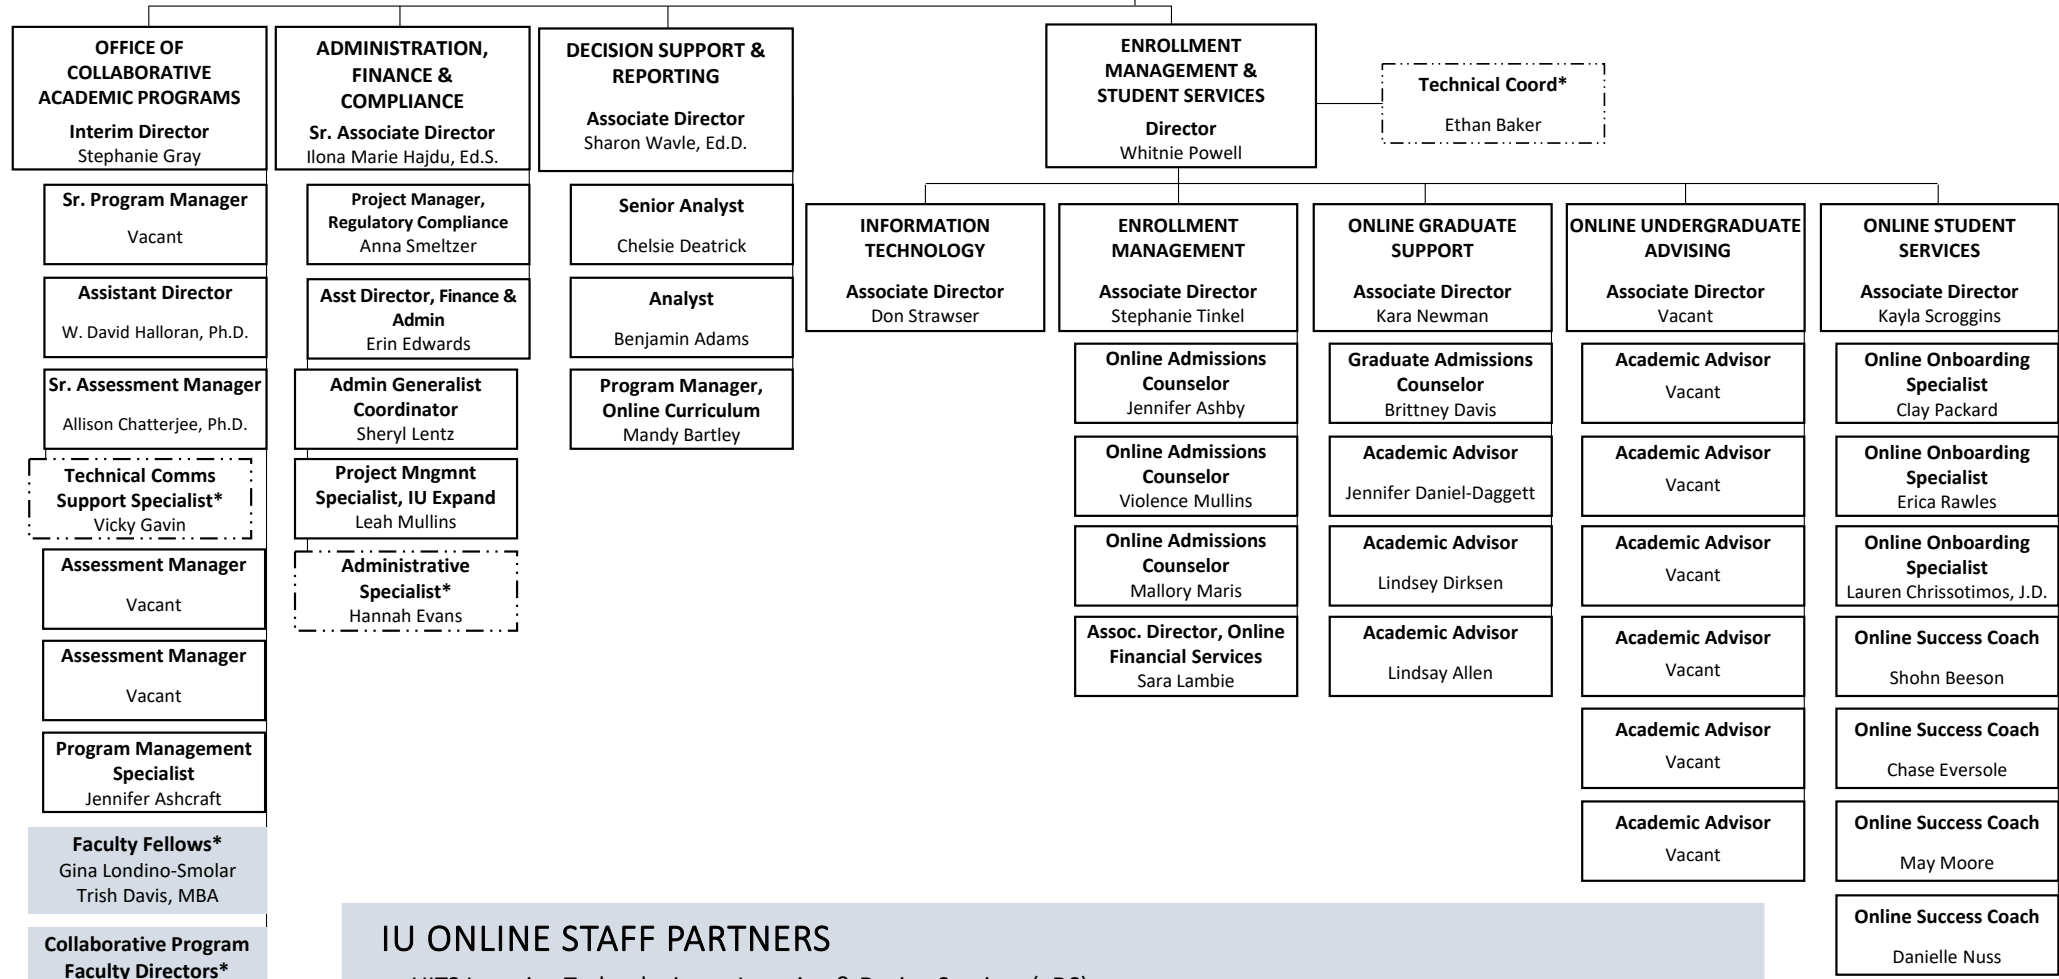 OFFICE OF
COLLABORATIVE
ACADEMIC PROGRAMS
Interim Director
Stephanie Gray
Sr. Program Manager
Vacant
Assistant Director
W. David Halloran, Ph.D.
Sr. Assessment Manager
Allison Chatterjee, Ph.D.
Technical Comms
Support Specialist*
Vicky Gavin
Assessment Manager
Vacant
Assessment Manager
Vacant
Program Management
Specialist
Jennifer Ashcraft
Faculty Fellows*
Gina Londino-Smolar
Trish Davis, MBA
Collaborative Program
Faculty Directors*
ADMINISTRATION,
FINANCE &
COMPLIANCE
Sr. Associate Director
Ilona Marie Hajdu, Ed.S.
Project Manager,
Regulatory Compliance
Anna Smeltzer
Asst Director, Finance &
Admin
Erin Edwards
Admin Generalist
Coordinator
Sheryl Lentz
Project Mngmnt
Specialist, IU Expand
Leah Mullins
Administrative
Specialist*
Hannah Evans
DECISION SUPPORT &
REPORTING
Associate Director
Sharon Wavle, Ed.D.
Senior Analyst
Chelsie Deatrick
Analyst
Benjamin Adams
Program Manager,
Online Curriculum
Mandy Bartley
ENROLLMENT
MANAGEMENT &
STUDENT SERVICES
Director
Whitnie Powell
Technical Coord*
Ethan Baker
INFORMATION
TECHNOLOGY
Associate Director
Don Strawser
ENROLLMENT
MANAGEMENT
Associate Director
Stephanie Tinkel
Online Admissions
Counselor
Jennifer Ashby
Online Admissions
Counselor
Violence Mullins
Online Admissions
Counselor
Mallory Maris
Assoc. Director, Online
Financial Services
Sara Lambie
ONLINE GRADUATE
SUPPORT
Associate Director
Kara Newman
Graduate Admissions
Counselor
Brittney Davis
Academic Advisor
Jennifer Daniel-Daggett
Academic Advisor
Lindsey Dirksen
Academic Advisor
Lindsay Allen
ONLINE UNDERGRADUATE
ADVISING
Associate Director
Vacant
Academic Advisor
Vacant
Academic Advisor
Vacant
Academic Advisor
Vacant
Academic Advisor
Vacant
Academic Advisor
Vacant
Academic Advisor
Vacant
ONLINE STUDENT
SERVICES
Associate Director
Kayla Scroggins
Online Onboarding
Specialist
Clay Packard
Online Onboarding
Specialist
Erica Rawles
Online Onboarding
Specialist
Lauren Chrissotimos, J.D.
Online Success Coach
Shohn Beeson
Online Success Coach
Chase Eversole
Online Success Coach
May Moore
Online Success Coach
Danielle Nuss
IU ONLINE STAFF PARTNERS